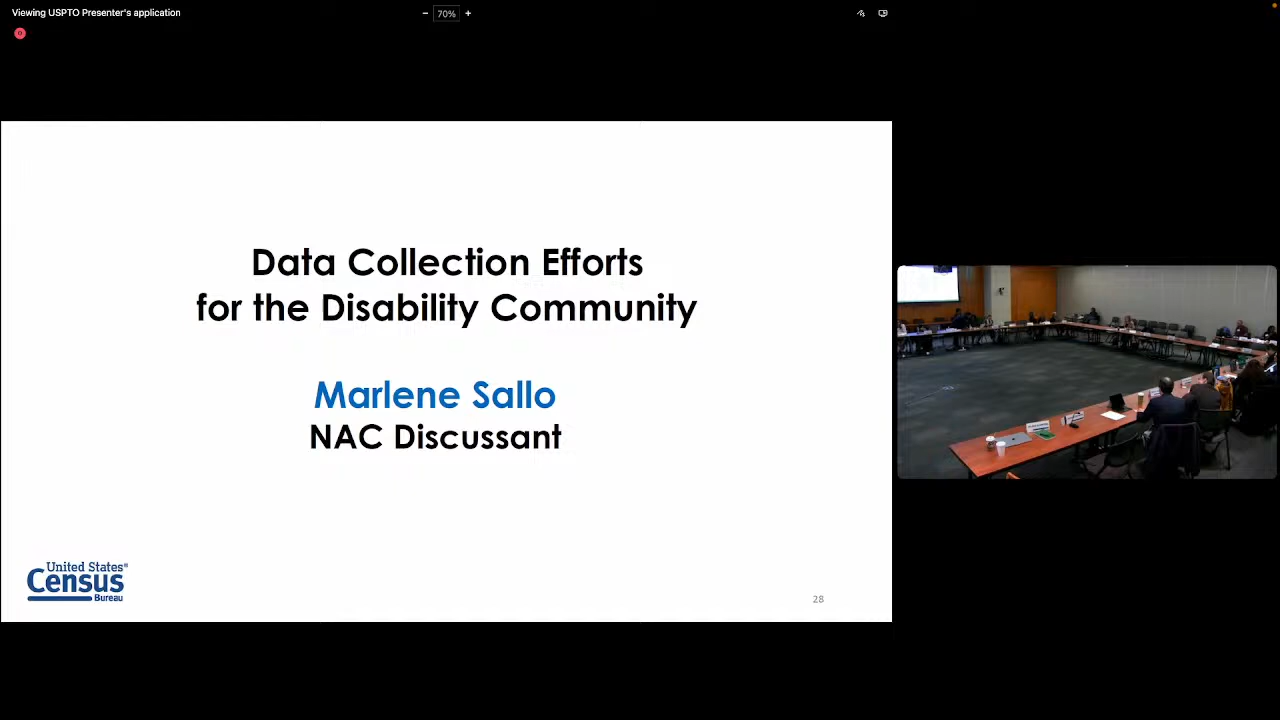 Viewing USPTO Presenter's application
− 70% +
Data Collection Efforts
for the Disability Community
Marlene Sallo
NAC Discussant
United States®
Census
Bureau
28